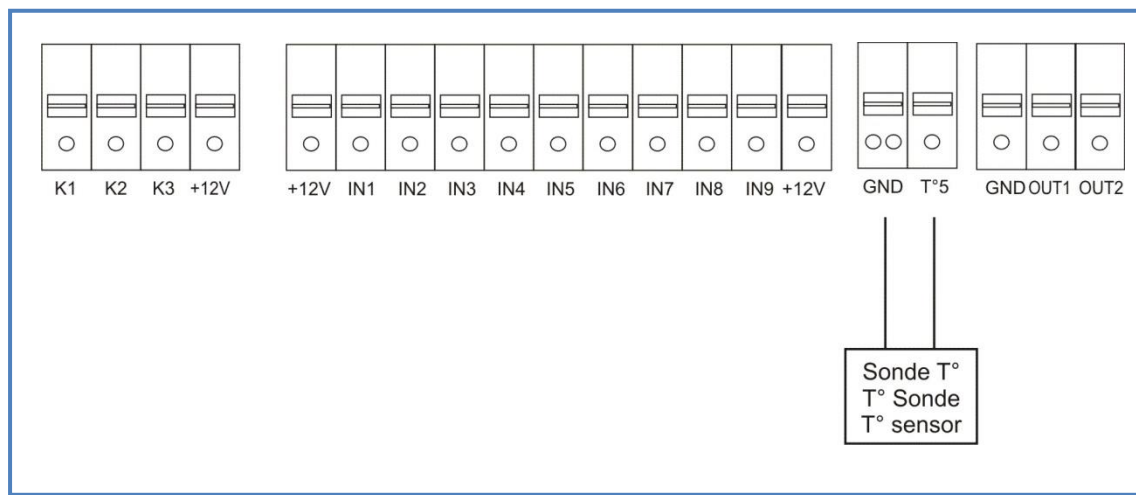 K1 K2 K3 +12V +12V IN1 IN2 IN3 IN4 IN5 IN6 IN7 IN8 IN9 +12V GND T°5 GND OUT1 OUT2
Sonde T°
T° Sonde
T° sensor